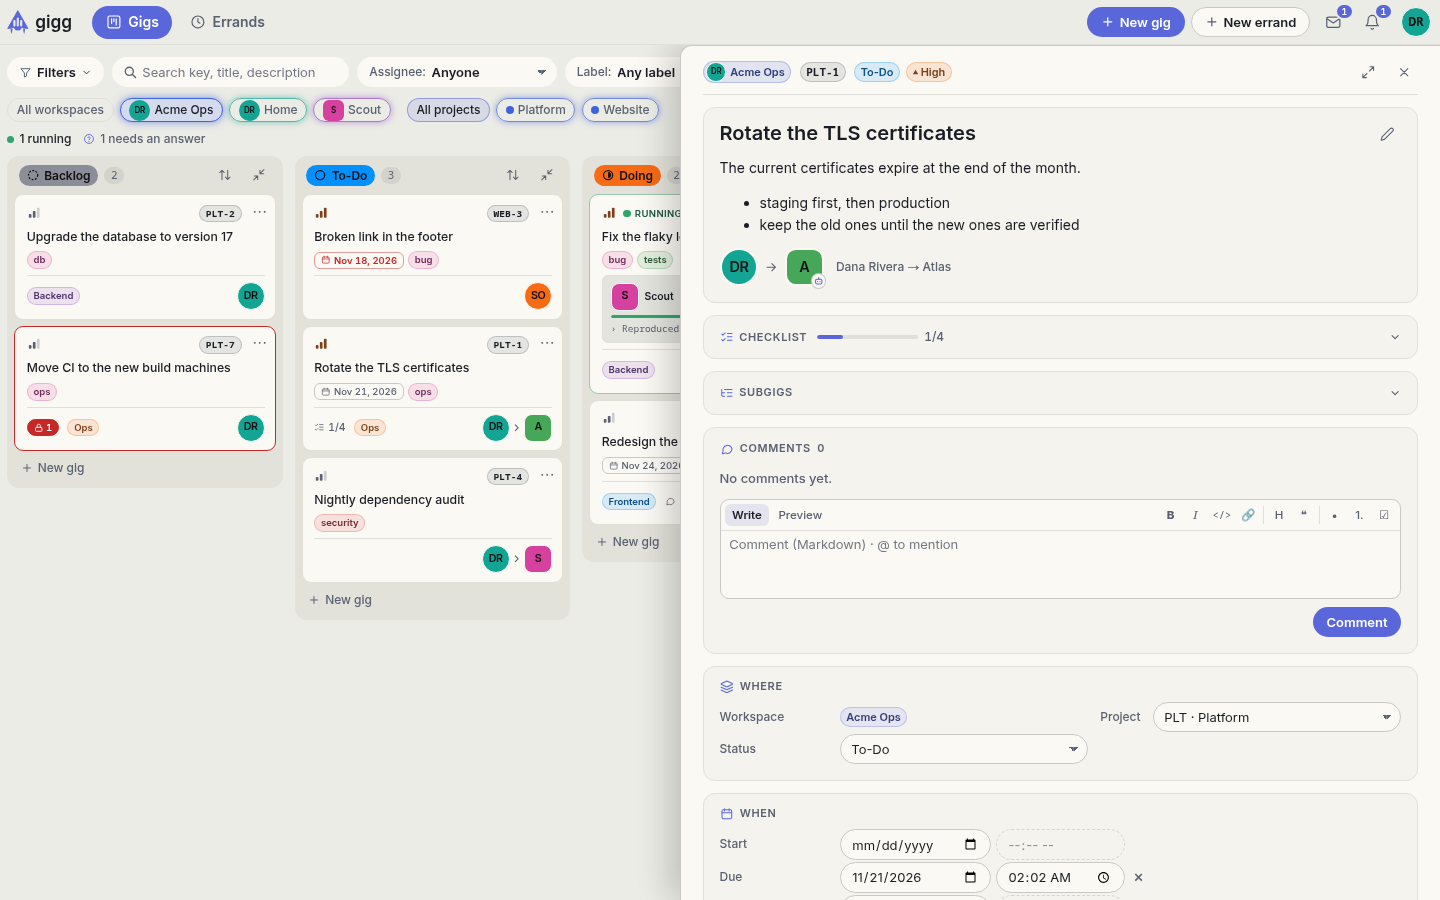 gigg
Gigs
Errands
+ New gig
+ New errand
1
1
DR
Filters
Search key, title, description
Assignee: Anyone
Label: Any label
All workspaces
DR Acme Ops
DR Home
S Scout
All projects
Platform
Website
1 running
1 needs an answer
Backlog 2
PLT-2 ···
Upgrade the database to version 17
db
Backend
DR
PLT-7 ···
Move CI to the new build machines
ops
1
Ops
DR
+ New gig
To-Do 3
WEB-3 ···
Broken link in the footer
Nov 18, 2026
bug
SO
PLT-1 ···
Rotate the TLS certificates
Nov 21, 2026
ops
1/4
Ops
DR > A
PLT-4 ···
Nightly dependency audit
security
DR > S
+ New gig
Doing 2
RUNNING
Fix the flaky
bug
tests
S
Scout
› Reproduced
Backend
Redesign the
Nov 24, 2026
Frontend
+ New gig
DR Acme Ops
PLT-1
To-Do
High
Rotate the TLS certificates
The current certificates expire at the end of the month.
• staging first, then production
• keep the old ones until the new ones are verified
DR → A
Dana Rivera → Atlas
CHECKLIST
1/4
SUBGIGS
COMMENTS 0
No comments yet.
Write
Preview
B I </> H ❝ • 1. ☑
Comment (Markdown) · @ to mention
Comment
WHERE
Workspace
Acme Ops
Project
PLT · Platform
Status
To-Do
WHEN
Start
mm/dd/yyyy
--:-- --
Due
11/21/2026
02:02 AM
×